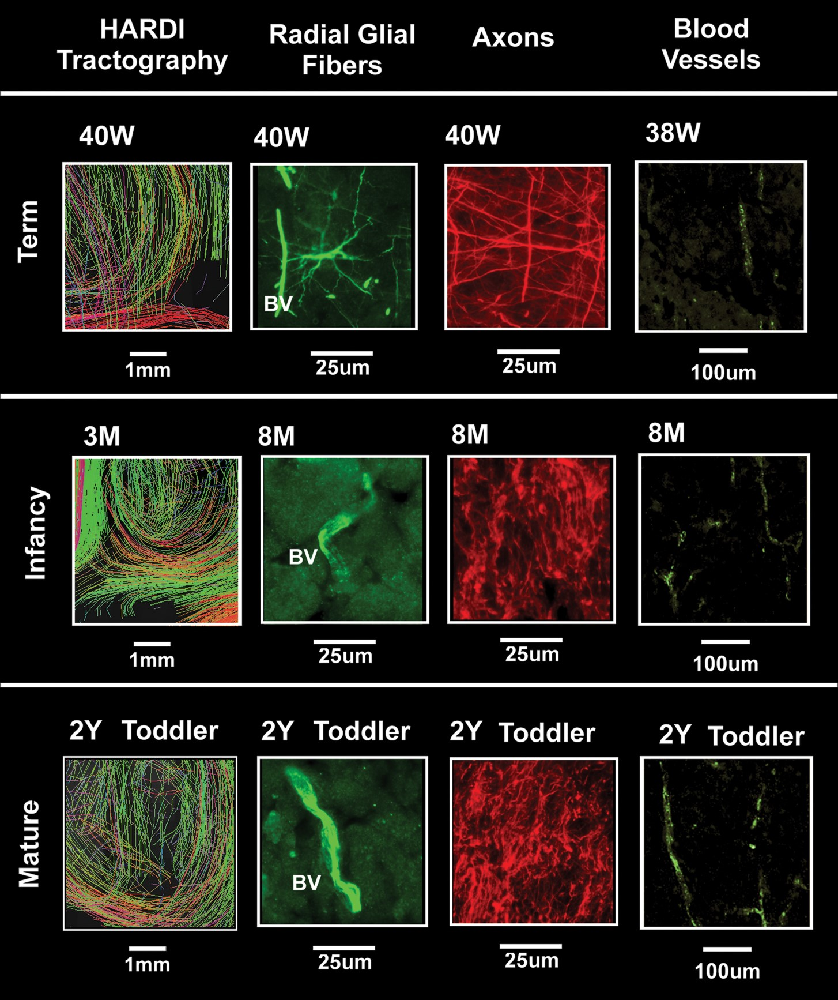 HARDI
Tractography
Radial Glial
Fibers
Axons
Blood
Vessels
Term
40W
40W
40W
38W
BV
1mm
25um
25um
100um
Infancy
3M
8M
8M
8M
BV
1mm
25um
25um
100um
Mature
2Y Toddler
2Y Toddler
2Y Toddler
2Y Toddler
BV
1mm
25um
25um
100um